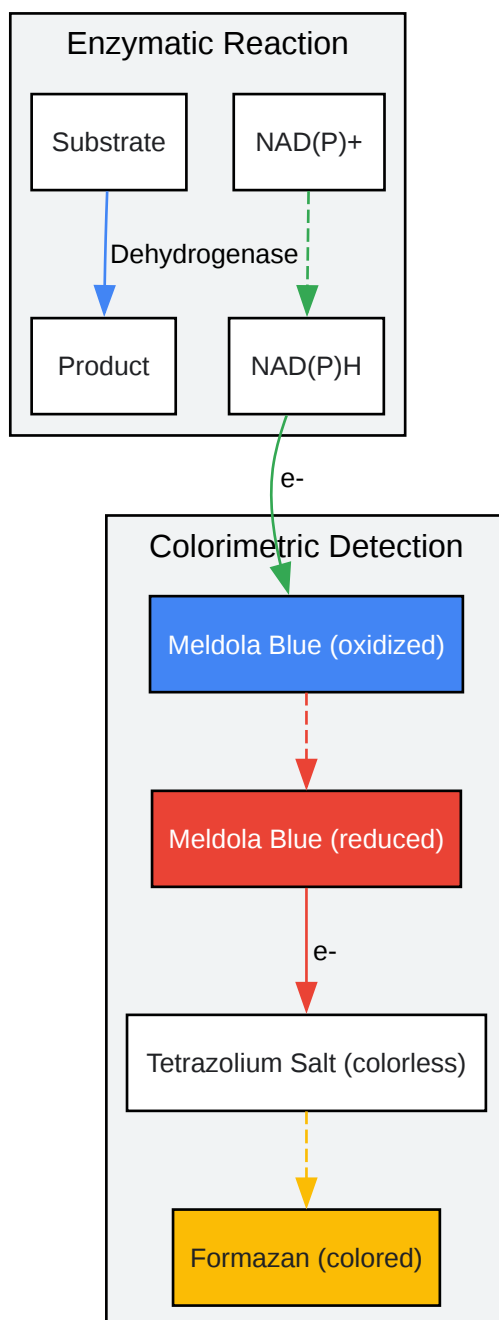 Enzymatic Reaction
Substrate
NAD(P)+
Dehydrogenase
Product
NAD(P)H
e-
Colorimetric Detection
Meldola Blue (oxidized)
Meldola Blue (reduced)
e-
Tetrazolium Salt (colorless)
Formazan (colored)